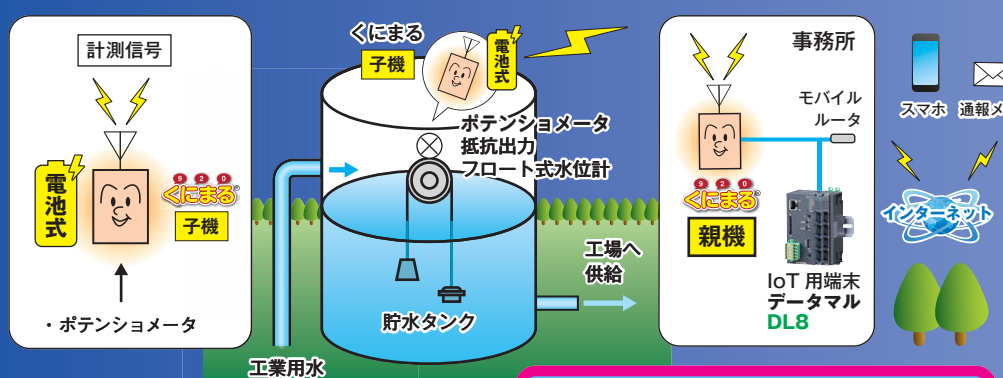 計測信号
電池式
920
くにまる®
子機
・ポテンショメータ
くにまる
子機
電池式
ポテンショメータ
抵抗出力
フロート式水位計
貯水タンク
工業用水
工場へ
供給
事務所
モバイル
ルータ
920
くにまる®
親機
IoT 用端末
データマル
DL8
スマホ
通報メ
インターネット